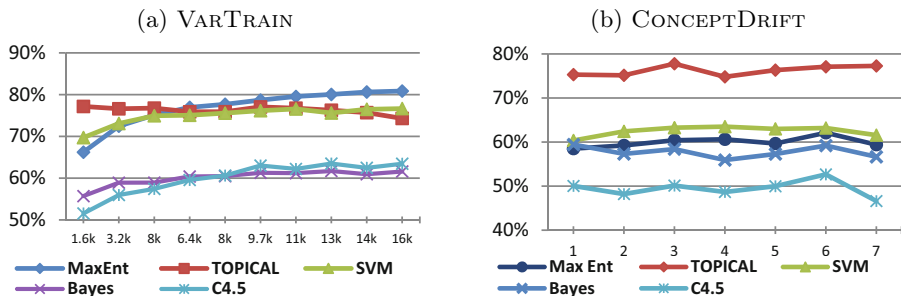 (a) VARTRAIN
(b) CONCEPTDRIFT
90%
80%
70%
60%
50%
1.6k 3.2k 8k 6.4k 8k 9.7k 11k 13k 14k 16k
MaxEnt TOPICAL SVM
Bayes C4.5
80%
70%
60%
50%
40%
1 2 3 4 5 6 7
Max Ent TOPICAL SVM
Bayes C4.5